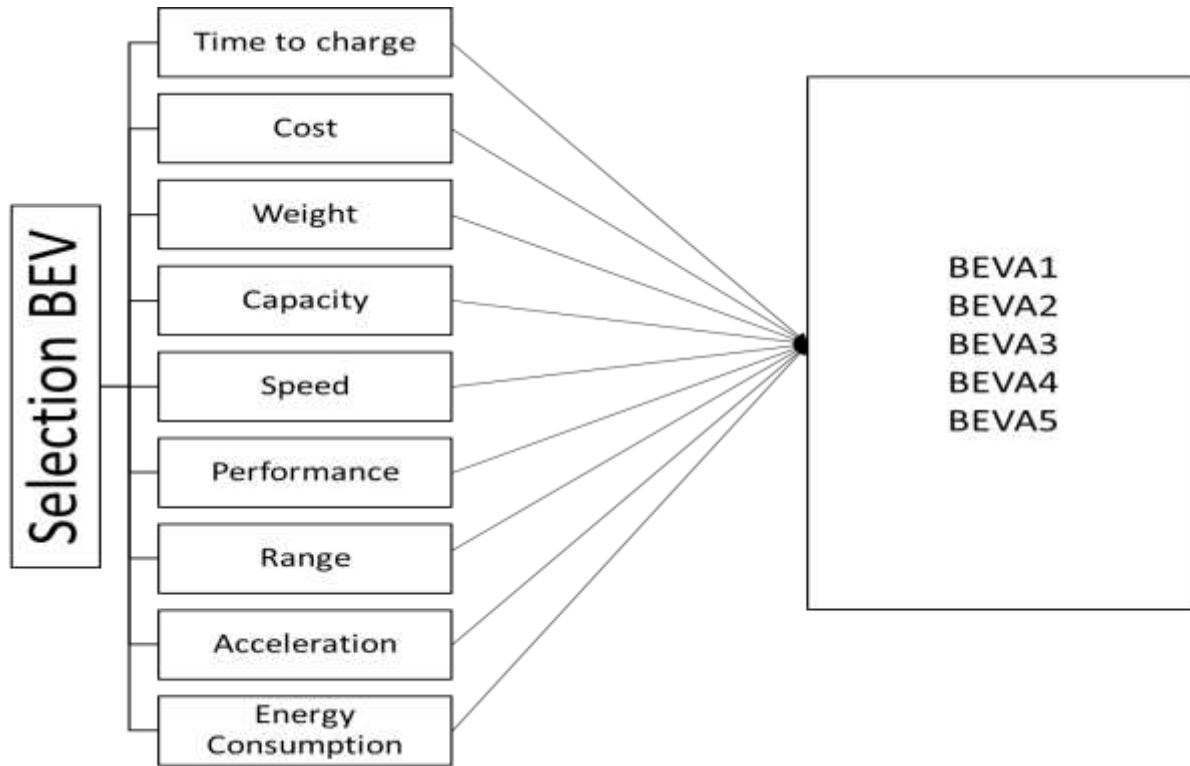 Selection BEV
Time to charge
Cost
Weight
Capacity
Speed
Performance
Range
Acceleration
Energy
Consumption
BEVA1
BEVA2
BEVA3
BEVA4
BEVA5